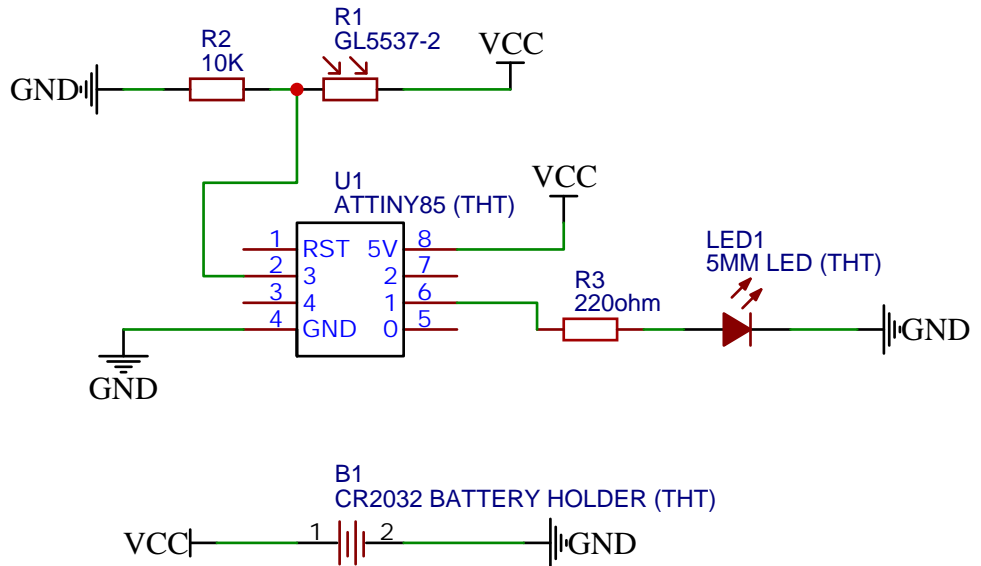 R1
GL5537-2
R2
10K
VCC
GND
U1
ATTINY85 (THT)
VCC
1 RST 5V 8
2 3 2 7
3 4 1 6
4 GND 0 5
GND
R3
220ohm
LED1
5MM LED (THT)
GND
B1
CR2032 BATTERY HOLDER (THT)
VCC 1 2 GND